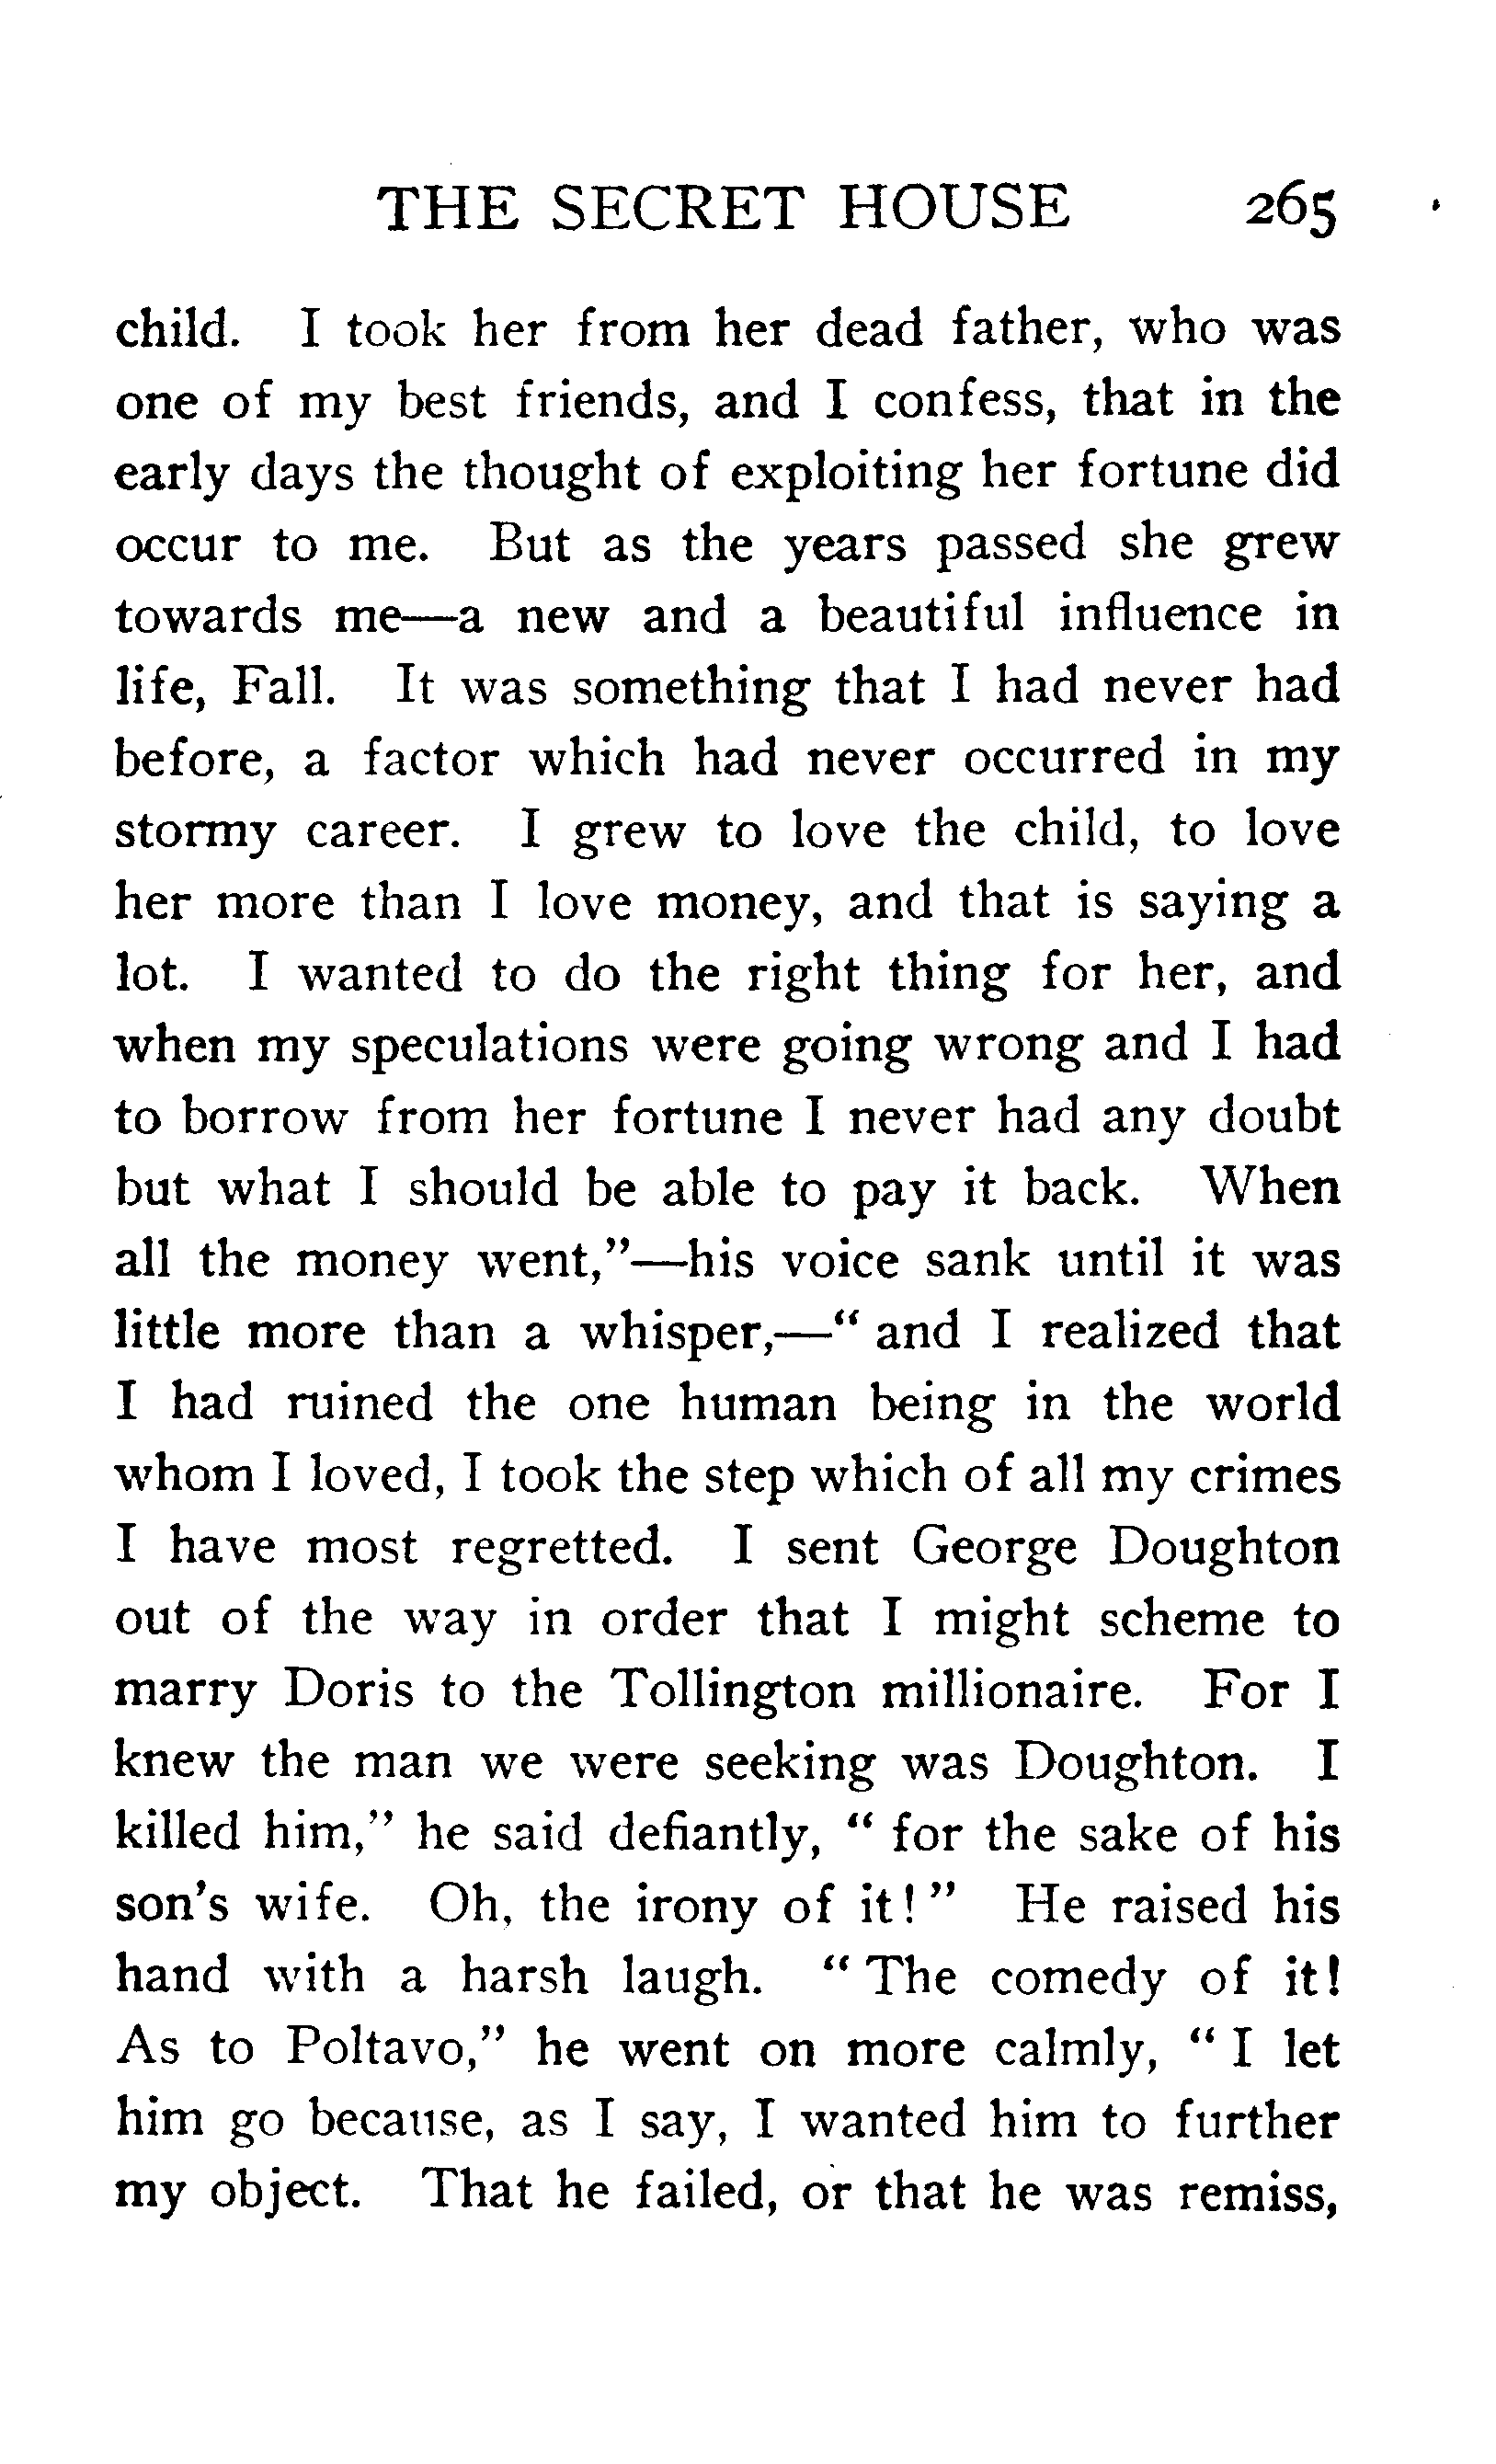 THE SECRET HOUSE 265
child. I took her from her dead father, who was
one of my best friends, and I confess, that in the
early days the thought of exploiting her fortune did
occur to me. But as the years passed she grew
towards me—a new and a beautiful influence in
life, Fall. It was something that I had never had
before, a factor which had never occurred in my
stormy career. I grew to love the child, to love
her more than I love money, and that is saying a
lot. I wanted to do the right thing for her, and
when my speculations were going wrong and I had
to borrow from her fortune I never had any doubt
but what I should be able to pay it back. When
all the money went,”—his voice sank until it was
little more than a whisper,—“ and I realized that
I had ruined the one human being in the world
whom I loved, I took the step which of all my crimes
I have most regretted. I sent George Doughton
out of the way in order that I might scheme to
marry Doris to the Tollington millionaire. For I
knew the man we were seeking was Doughton. I
killed him,” he said defiantly, “ for the sake of his
son's wife. Oh, the irony of it! ” He raised his
hand with a harsh laugh. “ The comedy of it!
As to Poltavo,” he went on more calmly, “ I let
him go because, as I say, I wanted him to further
my object. That he failed, or that he was remiss,